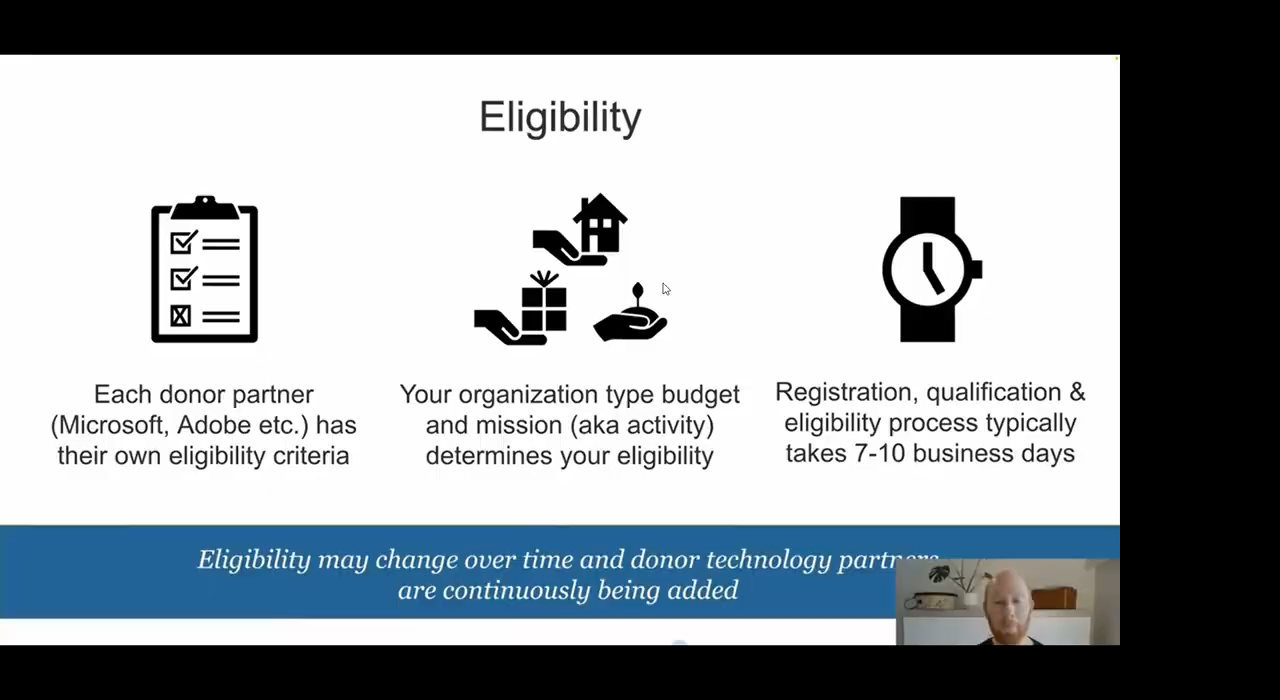 Eligibility
Each donor partner
(Microsoft, Adobe etc.) has
their own eligibility criteria
Your organization type budget
and mission (aka activity)
determines your eligibility
Registration, qualification &
eligibility process typically
takes 7-10 business days
Eligibility may change over time and donor technology partners
are continuously being added